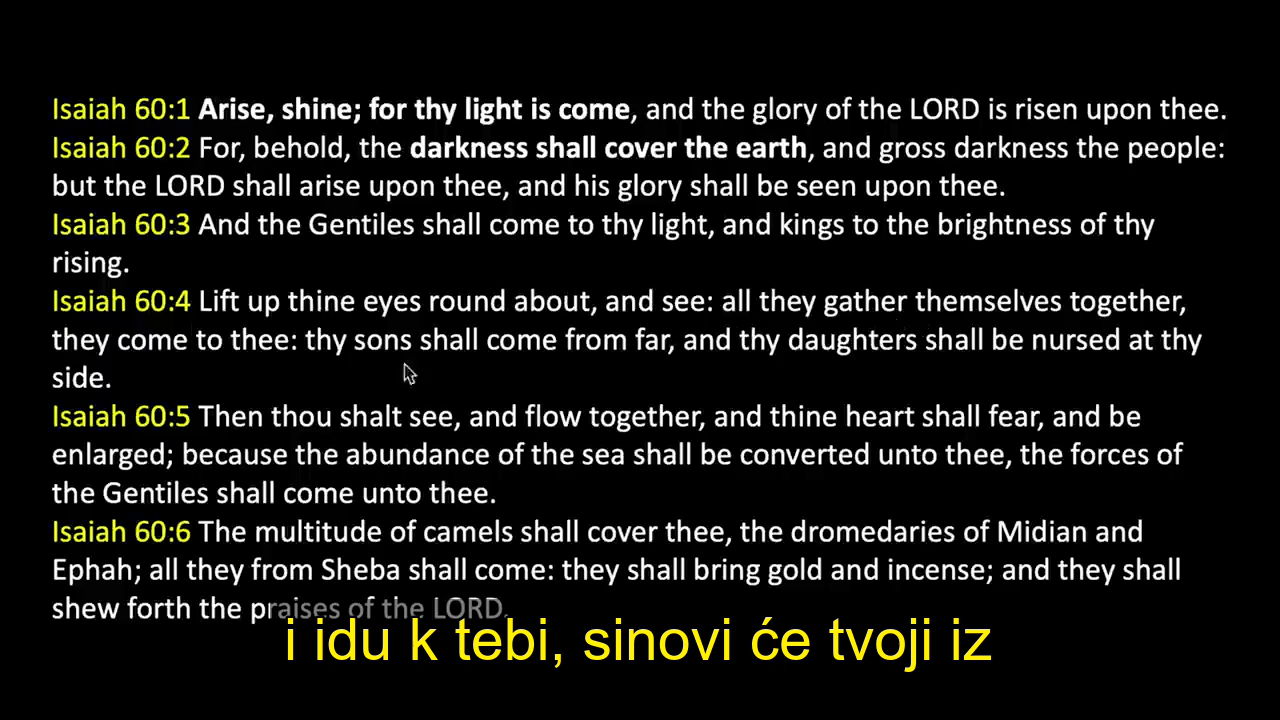 Isaiah 60:1 Arise, shine; for thy light is come, and the glory of the LORD is risen upon thee.
Isaiah 60:2 For, behold, the darkness shall cover the earth, and gross darkness the people:
but the LORD shall arise upon thee, and his glory shall be seen upon thee.
Isaiah 60:3 And the Gentiles shall come to thy light, and kings to the brightness of thy
rising.
Isaiah 60:4 Lift up thine eyes round about, and see: all they gather themselves together,
they come to thee: thy sons shall come from far, and thy daughters shall be nursed at thy
side.
Isaiah 60:5 Then thou shalt see, and flow together, and thine heart shall fear, and be
enlarged; because the abundance of the sea shall be converted unto thee, the forces of
the Gentiles shall come unto thee.
Isaiah 60:6 The multitude of camels shall cover thee, the dromedaries of Midian and
Ephah; all they from Sheba shall come: they shall bring gold and incense; and they shall
shew forth the praises of the LORD.
i idu k tebi, sinovi će tvoji iz